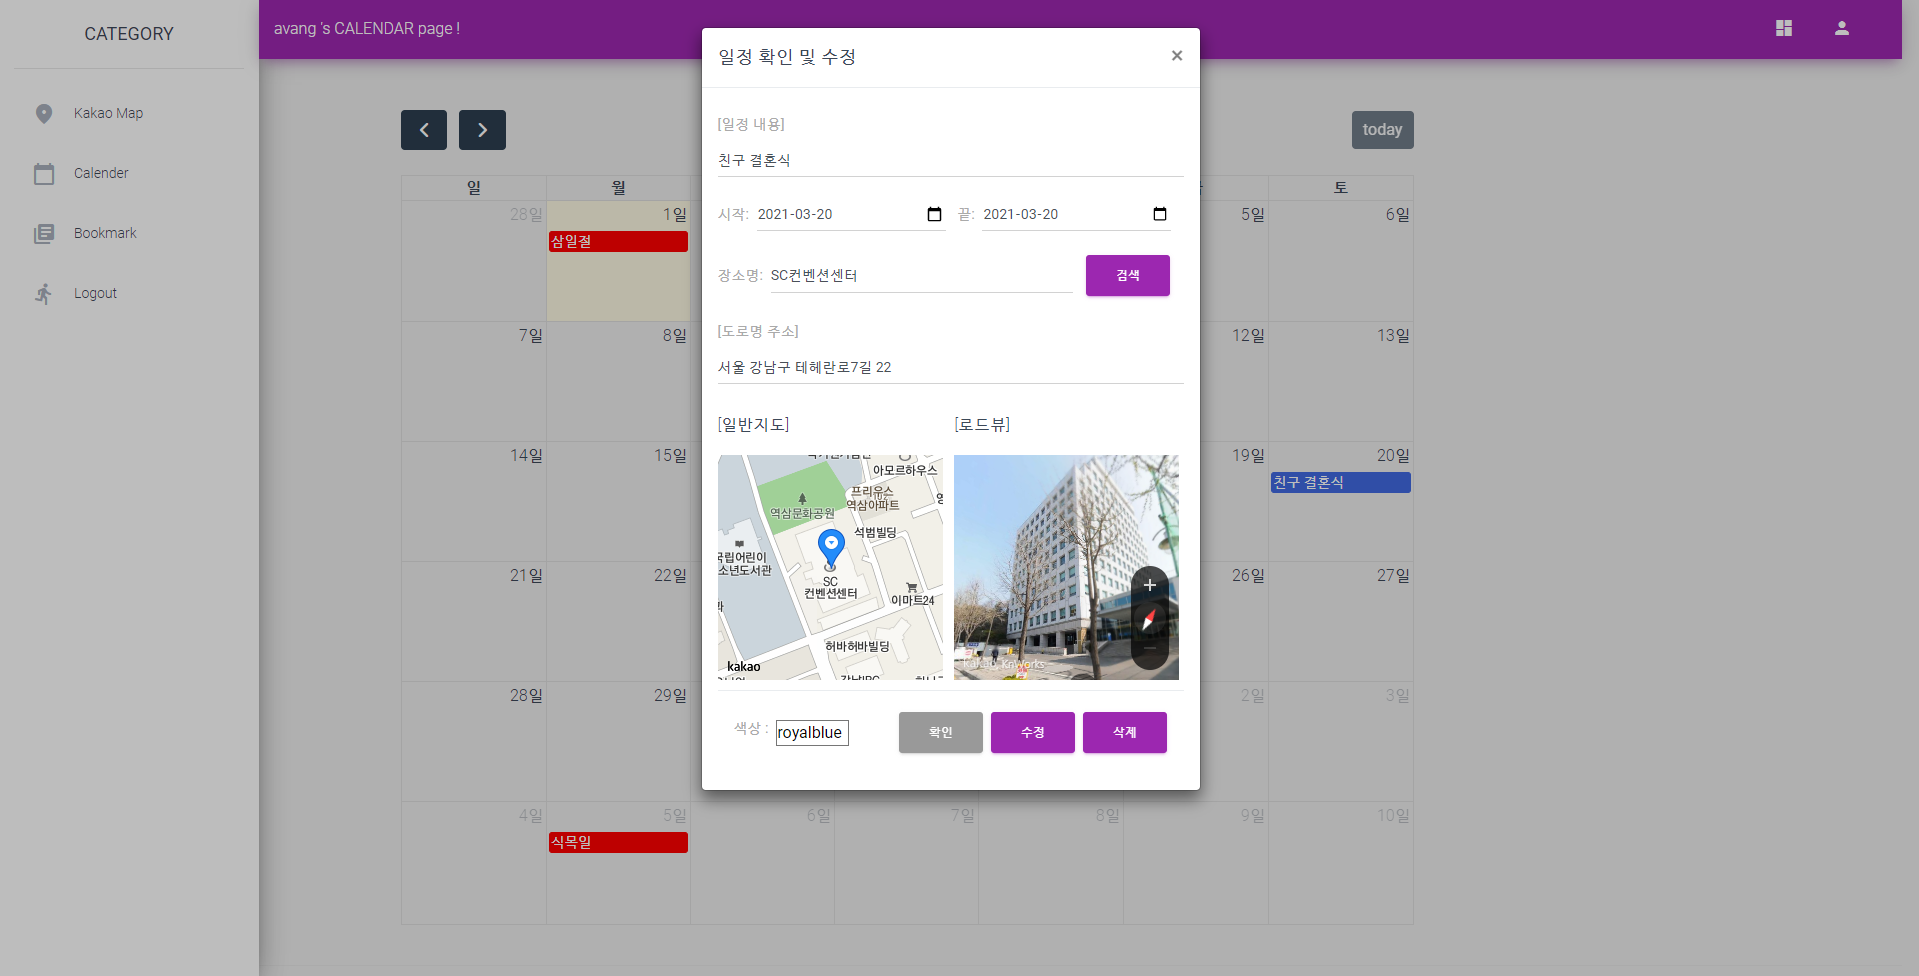 CATEGORY
Kakao Map
Calender
Bookmark
Logout
avang 's CALENDAR page !
today
일 월 토
28일 1일 5일 6일
삼일절
7일 8일 12일 13일
14일 15일 19일 20일
친구 결혼식
21일 22일 26일 27일
28일 29일 2일 3일
4일 5일 6일 7일 8일 9일 10일
식목일
일정 확인 및 수정
×
[일정 내용]
친구 결혼식
시작: 2021-03-20 끝: 2021-03-20
장소명: SC컨벤션센터 검색
[도로명 주소]
서울 강남구 테헤란로7길 22
[일반지도] [로드뷰]
아모르하우스
프리우스
역삼아파트
역삼문화공원
석범빌딩
국립어린이
소년도서관
SC
컨벤션센터
이마트24
허바허바빌딩
kakao
kakao KnWorks
색상 : royalblue 확인 수정 삭제